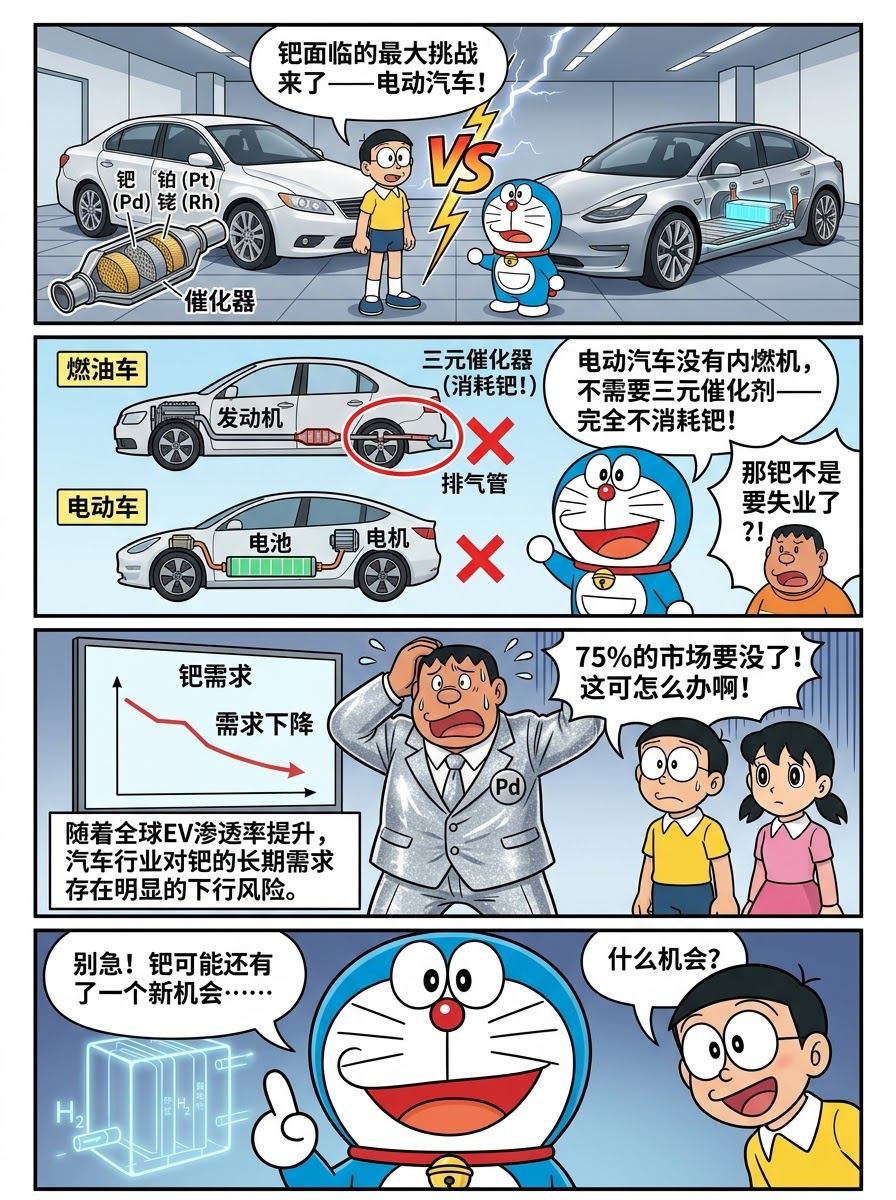 钯面临的最大挑战
来了——电动汽车！
VS
钯
(Pd)
铂 (Pt)
铑 (Rh)
催化器
燃油车
发动机
三元催化器
（消耗钯！）
排气管
电动车
电池
电机
电动汽车没有内燃机，
不需要三元催化剂——
完全不消耗钯！
那钯不是
要失业了
?!
钯需求
需求下降
随着全球EV渗透率提升，
汽车行业对钯的长期需求
存在明显的下行风险。
Pd
75%的市场要没了！
这可怎么办啊！
别急！钯可能还有
了一个新机会……
什么机会？
H₂
H₂